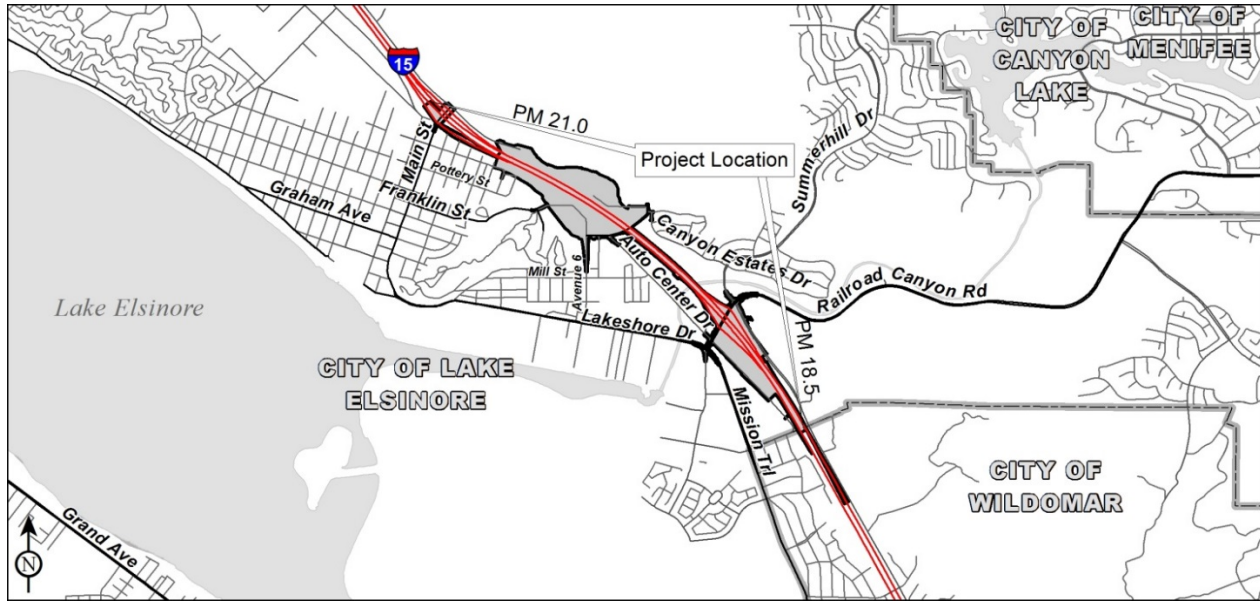 CITY OF
CANYON
LAKE
CITY OF
MENIFEE
15
PM 21.0
Project Location
Summerhill Dr
Main St
Pottery St
Franklin St
Graham Ave
Canyon Estates Dr
Railroad Canyon Rd
Auto Center Dr
Mill St
Avenue 6
Lakeshore Dr
PM 18.5
Lake Elsinore
CITY OF LAKE
ELSINORE
Mission Trl
CITY OF
WILDOMAR
Grand Ave
N